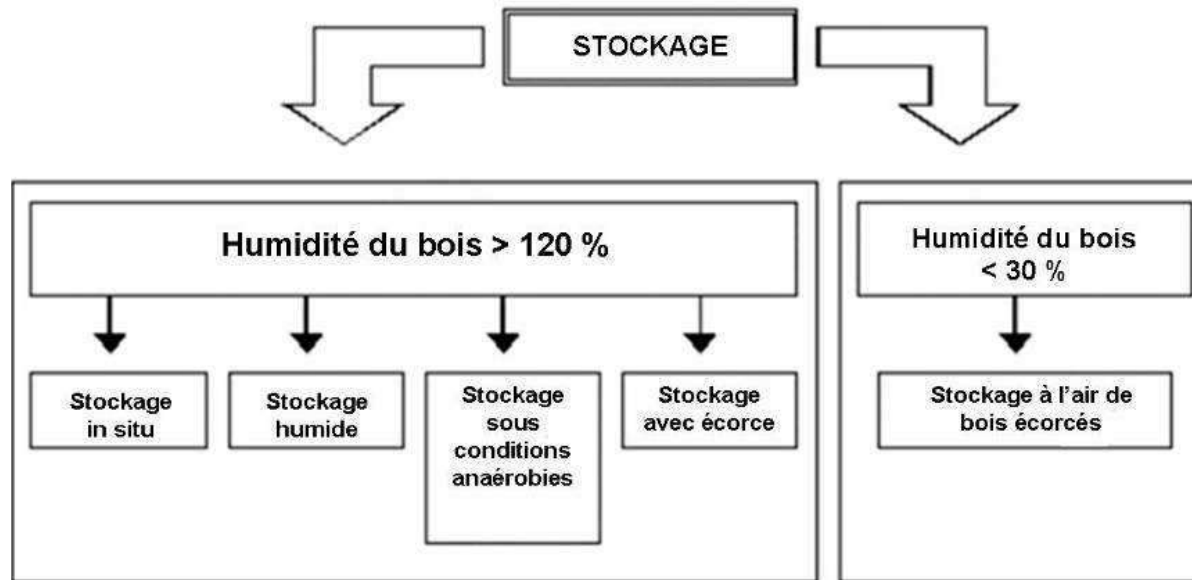 STOCKAGE
Humidité du bois > 120 %
Humidité du bois
< 30 %
Stockage
in situ
Stockage
humide
Stockage
sous
conditions
anaérobies
Stockage
avec écorce
Stockage à l'air de
bois écorcés